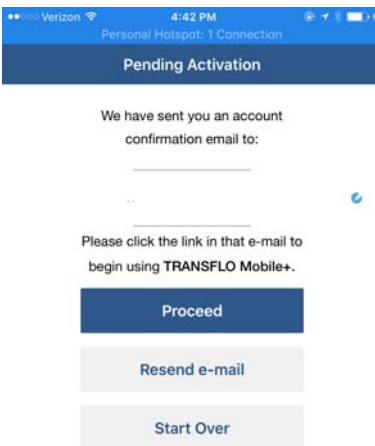 Verizon 4:42 PM
Personal Hotspot: 1 Connection
Pending Activation
We have sent you an account
confirmation email to:
Please click the link in that e-mail to
begin using TRANSFLO Mobile+.
Proceed
Resend e-mail
Start Over